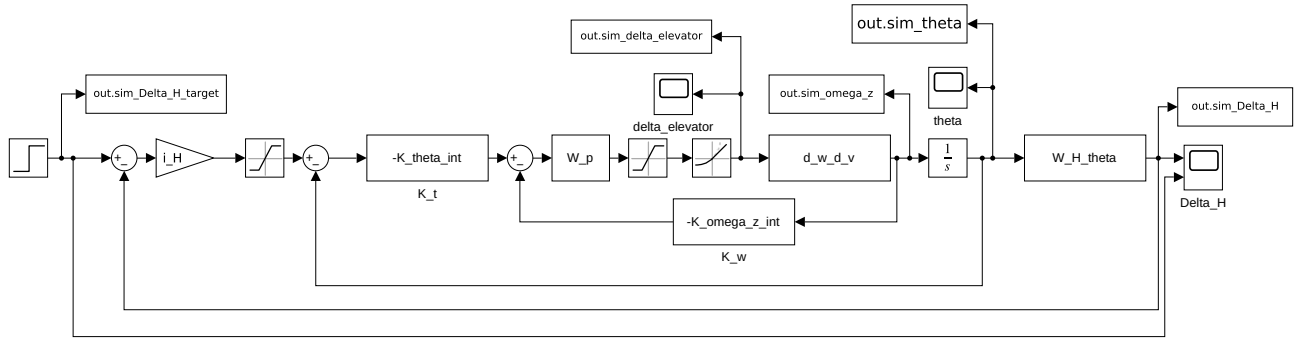 out.sim_theta
out.sim_delta_elevator
out.sim_Delta_H_target
delta_elevator
out.sim_omega_z
theta
out.sim_Delta_H
+
_
i_H
+
_
-K_theta_int
K_t
+
_
W_p
d_w_d_v
1
s
W_H_theta
Delta_H
-K_omega_z_int
K_w